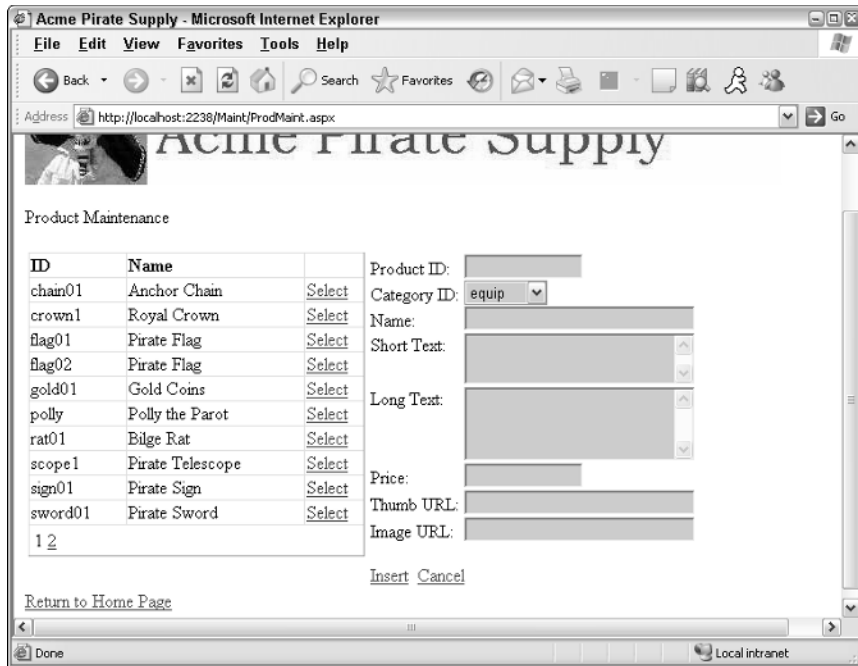 Acme Pirate Supply - Microsoft Internet Explorer
File Edit View Favorites Tools Help
Back Search Favorites
Address http://localhost:2238/Maint/ProdMaint.aspx Go
Acme Pirate Supply
Product Maintenance
ID Name
chain01 Anchor Chain Select
crown1 Royal Crown Select
flag01 Pirate Flag Select
flag02 Pirate Flag Select
gold01 Gold Coins Select
polly Polly the Parot Select
rat01 Bilge Rat Select
scope1 Pirate Telescope Select
sign01 Pirate Sign Select
sword01 Pirate Sword Select
1 2
Product ID:
Category ID: equip
Name:
Short Text:
Long Text:
Price:
Thumb URL:
Image URL:
Insert Cancel
Return to Home Page
Done Local intranet